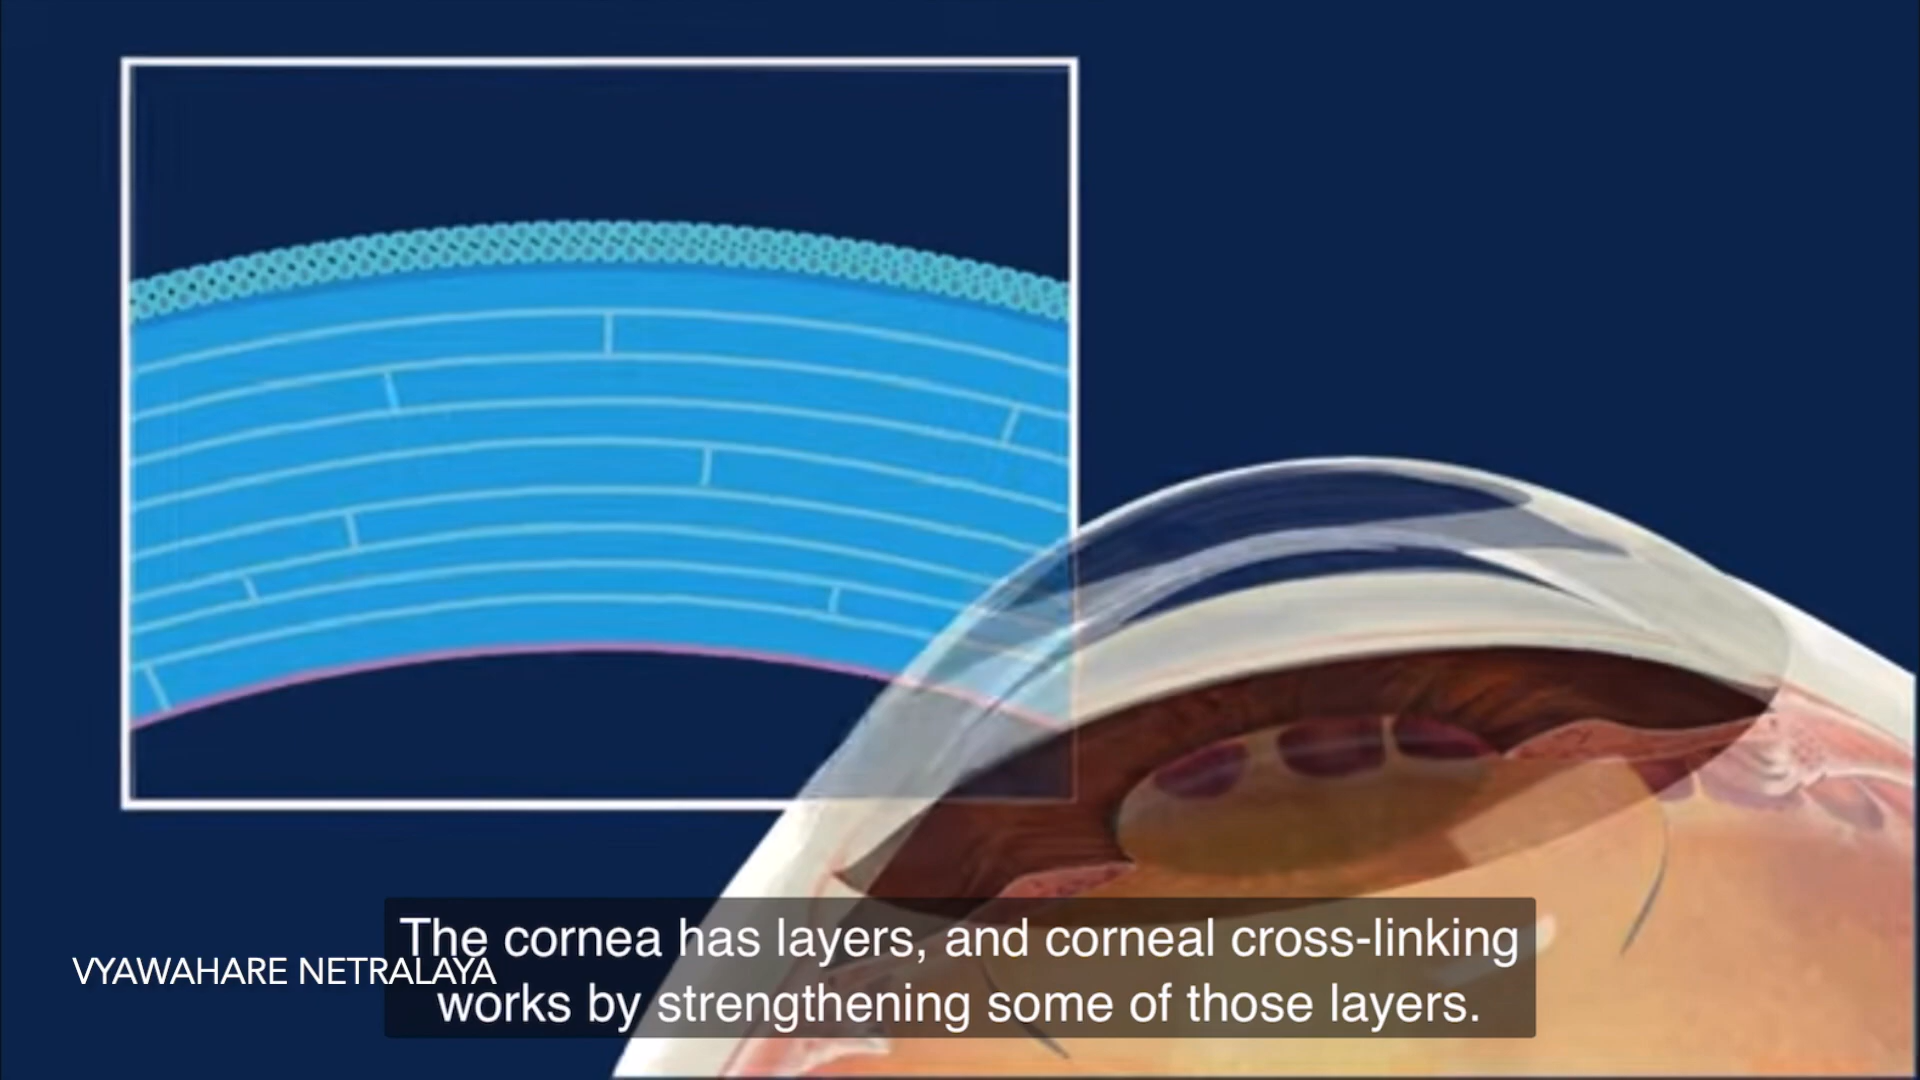 The cornea has layers, and corneal cross-linking
works by strengthening some of those layers.
VYAWAHARE NETRALAYA